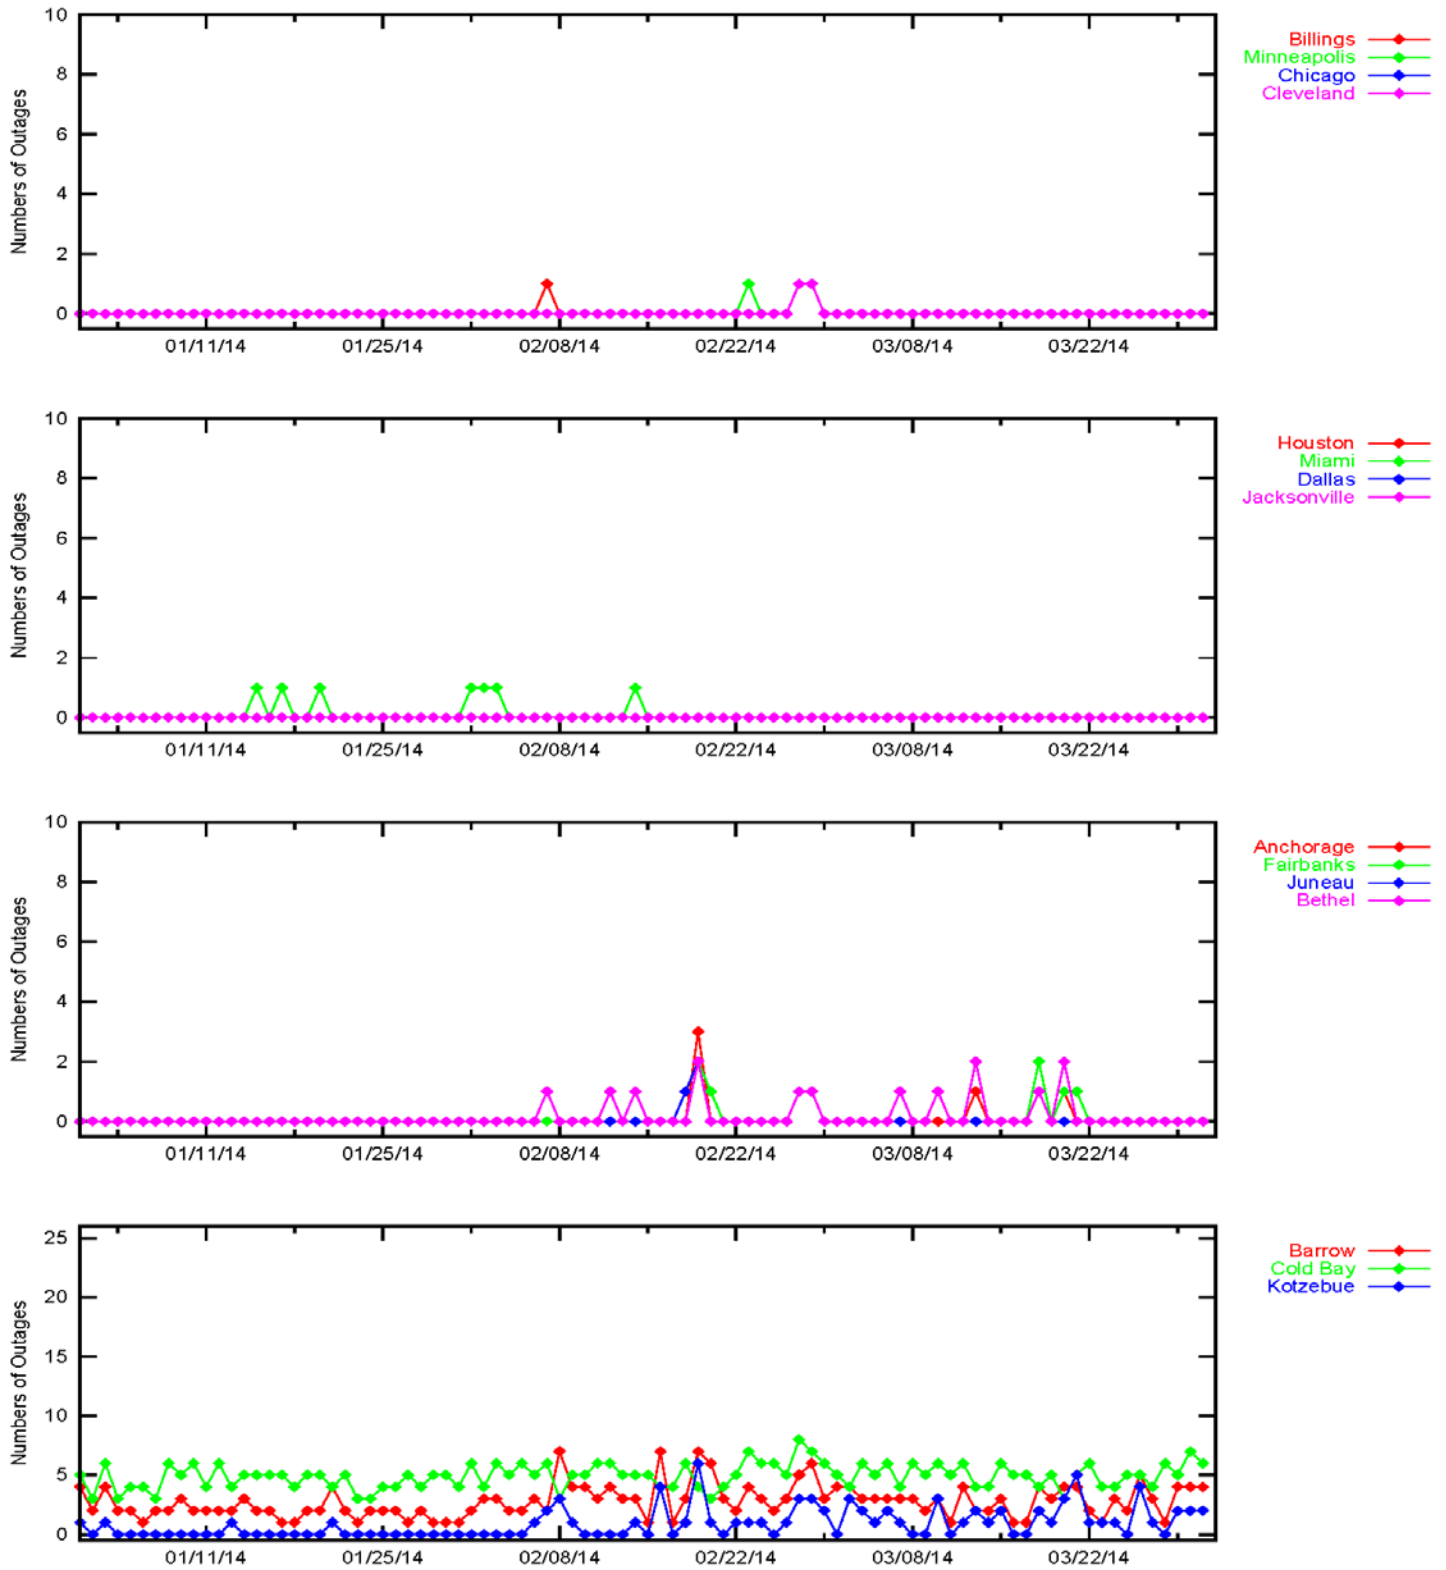 10
8
6
4
2
0
Numbers of Outages
01/11/14 01/25/14 02/08/14 02/22/14 03/08/14 03/22/14
Billings
Minneapolis
Chicago
Cleveland
10
8
6
4
2
0
Numbers of Outages
01/11/14 01/25/14 02/08/14 02/22/14 03/08/14 03/22/14
Houston
Miami
Dallas
Jacksonville
10
8
6
4
2
0
Numbers of Outages
01/11/14 01/25/14 02/08/14 02/22/14 03/08/14 03/22/14
Anchorage
Fairbanks
Juneau
Bethel
25
20
15
10
5
0
Numbers of Outages
01/11/14 01/25/14 02/08/14 02/22/14 03/08/14 03/22/14
Barrow
Cold Bay
Kotzebue